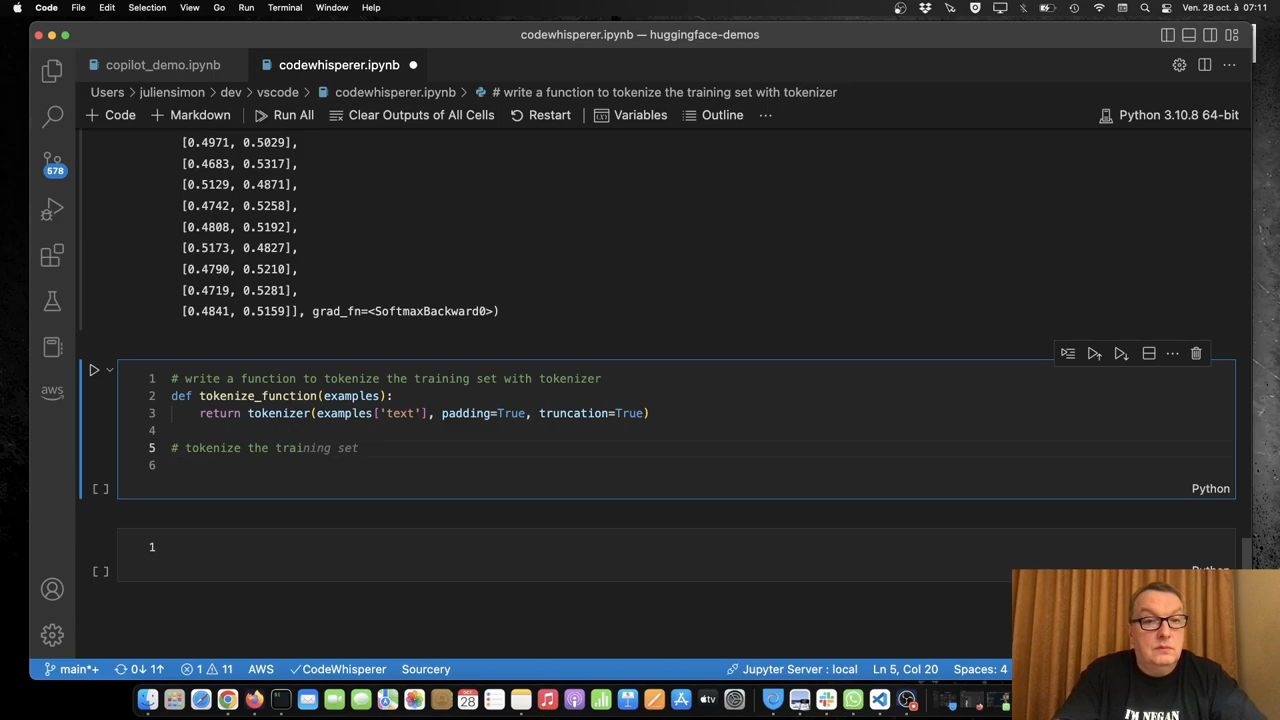 Code File Edit Selection View Go Run Terminal Window Help Ven. 28 oct. à 07:11
codewhisperer.ipynb — huggingface-demos
copilot_demo.ipynb codewhisperer.ipynb
Users juliensimon dev vscode codewhisperer.ipynb # write a function to tokenize the training set with tokenizer
+ Code + Markdown Run All Clear Outputs of All Cells Restart Variables Outline ... Python 3.10.8 64-bit
[0.4971, 0.5029],
[0.4683, 0.5317],
578
[0.5129, 0.4871],
[0.4742, 0.5258],
[0.4808, 0.5192],
[0.5173, 0.4827],
[0.4790, 0.5210],
[0.4719, 0.5281],
[0.4841, 0.5159]], grad_fn=<SoftmaxBackward0>)
1 # write a function to tokenize the training set with tokenizer
2 def tokenize_function(examples):
3 return tokenizer(examples['text'], padding=True, truncation=True)
aws
4
5 # tokenize the training set
6
[ ] Python
1
[ ] Python
main*+ 0↓ 1↑ 1 11 AWS ✓ CodeWhisperer Sourcery Jupyter Server : local Ln 5, Col 20 Spaces: 4
OCT 28 tv
I'M NEGAN